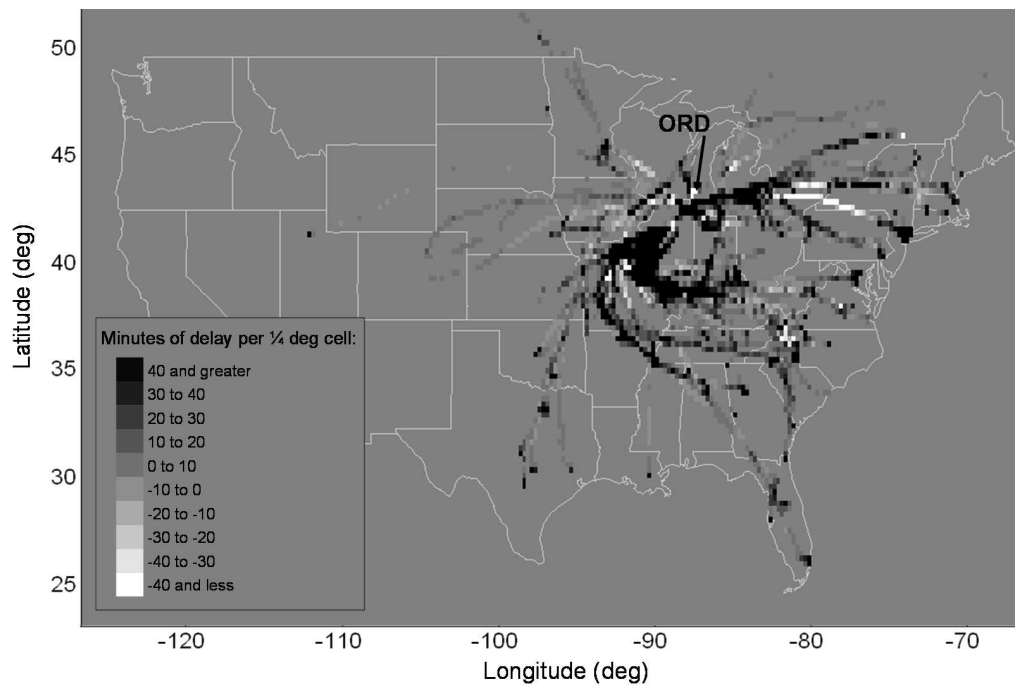 50
45
40
35
30
25
Latitude (deg)
ORD
Minutes of delay per ¼ deg cell:
40 and greater
30 to 40
20 to 30
10 to 20
0 to 10
-10 to 0
-20 to -10
-30 to -20
-40 to -30
-40 and less
-120
-110
-100
-90
-80
-70
Longitude (deg)